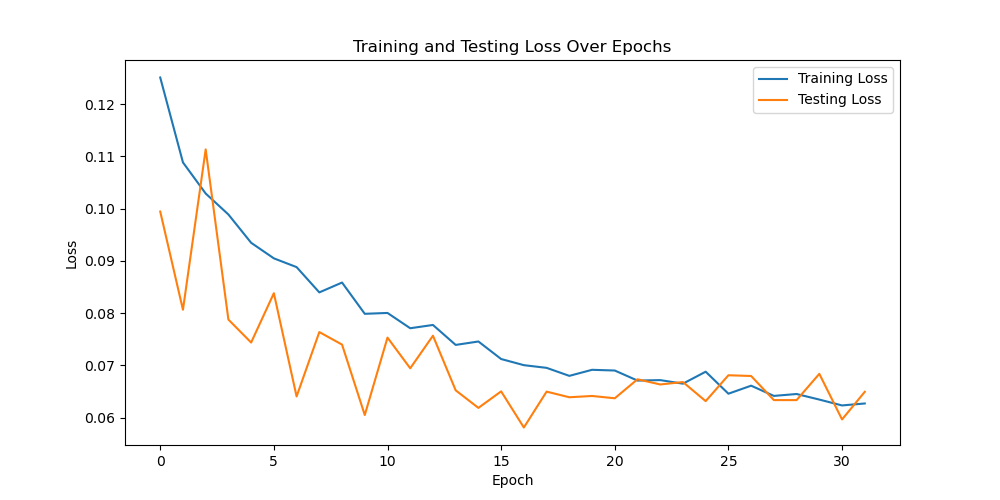 Training and Testing Loss Over Epochs
Training Loss
Testing Loss
0.12
0.11
0.10
0.09
0.08
0.07
0.06
Loss
0
5
10
15
20
25
30
Epoch